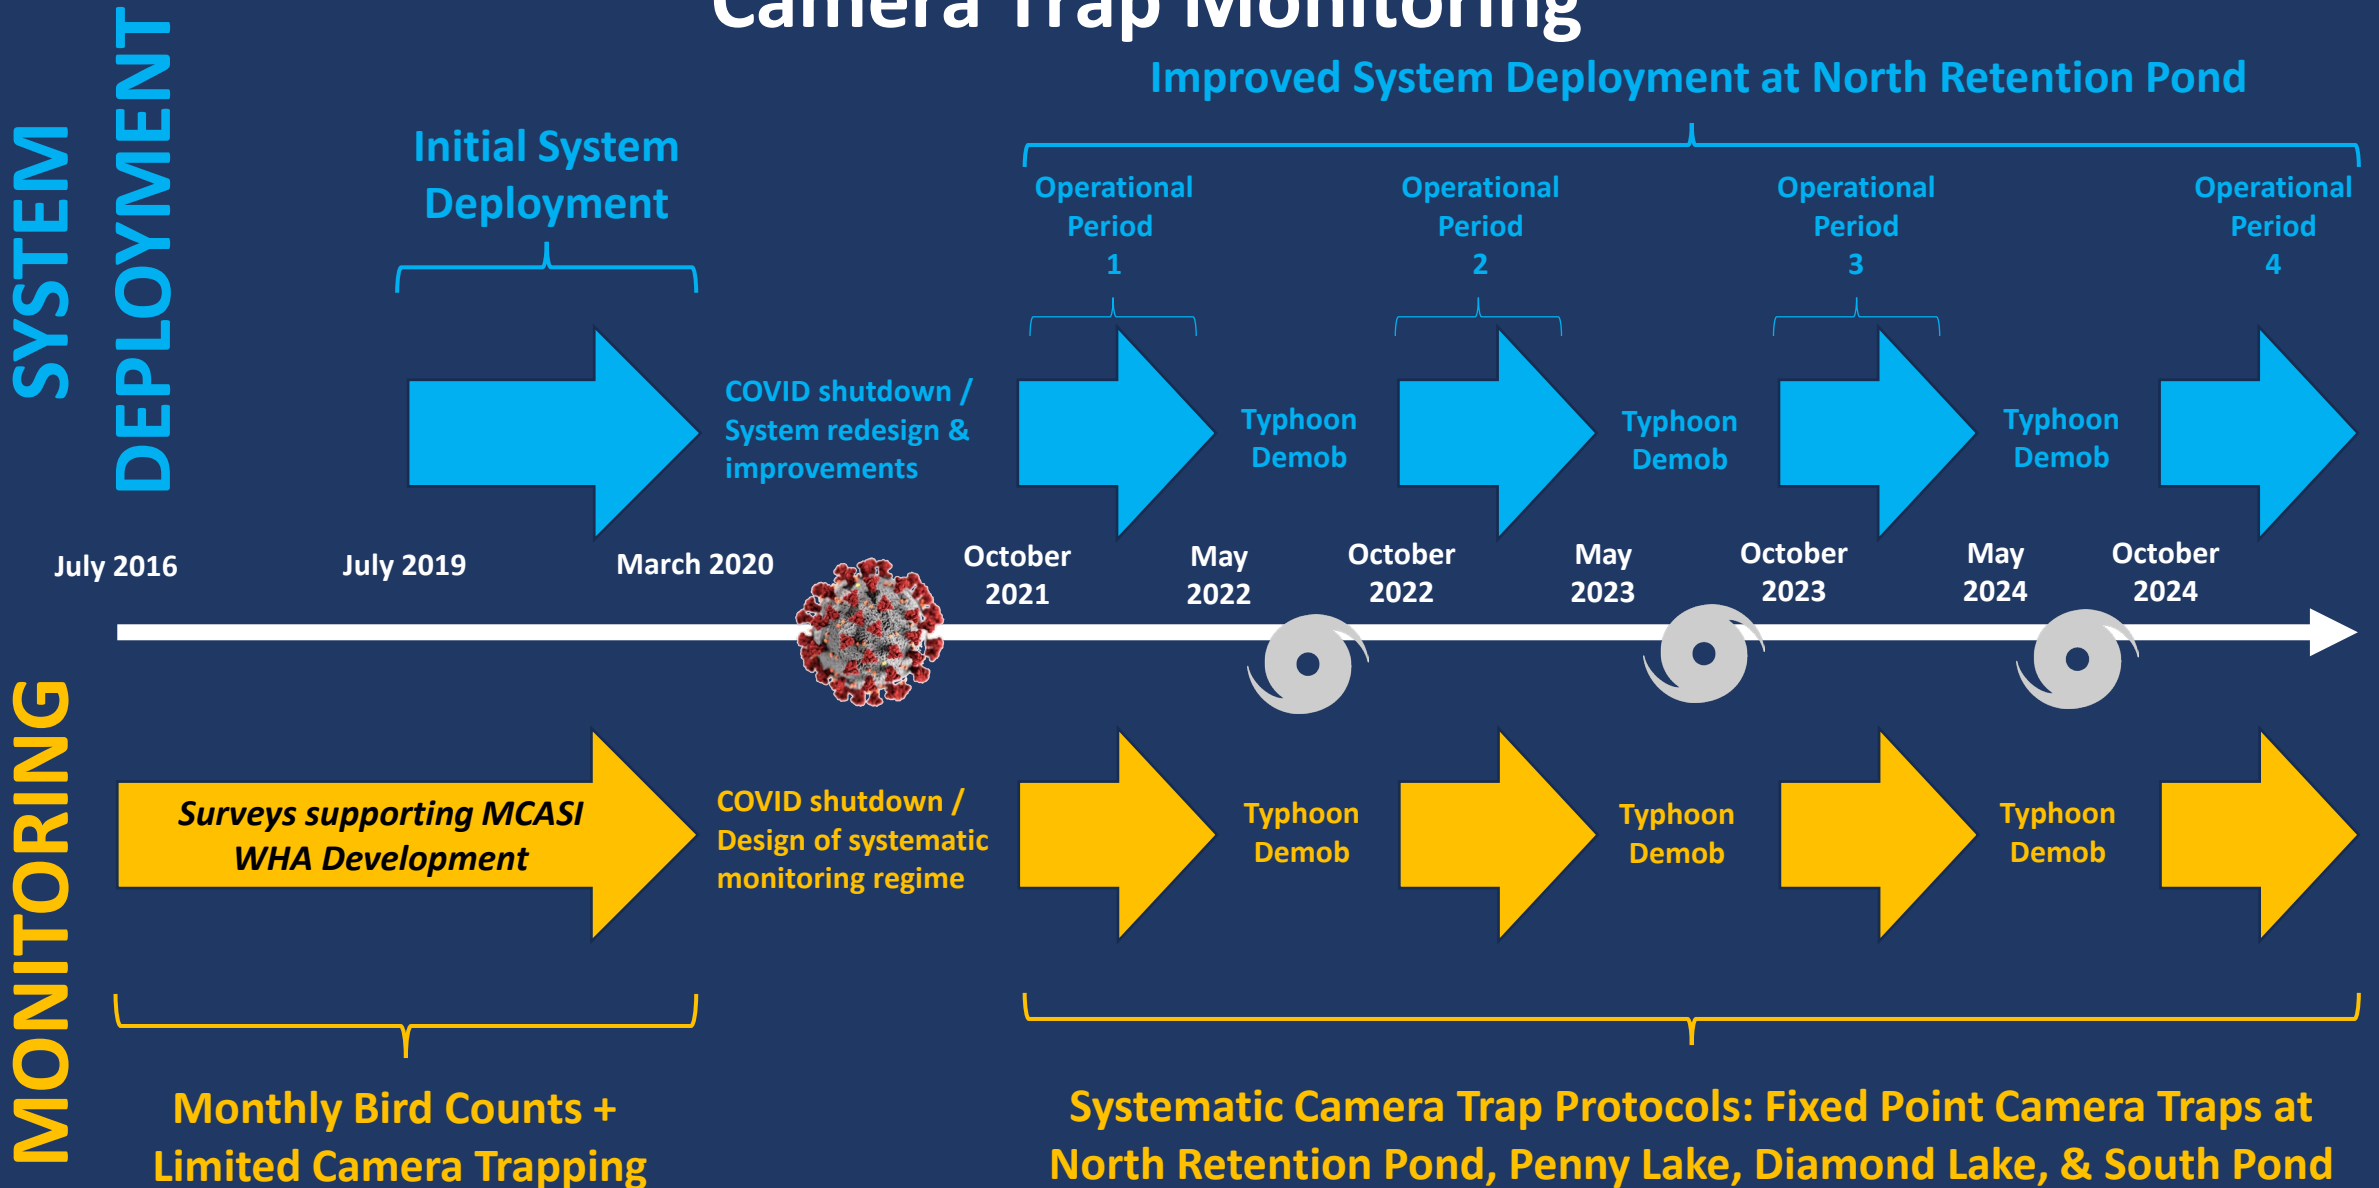 Camera Trap Monitoring
SYSTEM
DEPLOYMENT
Improved System Deployment at North Retention Pond
Initial System
Deployment
Operational
Period
1
Operational
Period
2
Operational
Period
3
Operational
Period
4
COVID shutdown /
System redesign &
improvements
Typhoon
Demob
Typhoon
Demob
Typhoon
Demob
July 2016
July 2019
March 2020
October
2021
May
2022
October
2022
May
2023
October
2023
May
2024
October
2024
MONITORING
Surveys supporting MCASI
WHA Development
COVID shutdown /
Design of systematic
monitoring regime
Typhoon
Demob
Typhoon
Demob
Typhoon
Demob
Monthly Bird Counts +
Limited Camera Trapping
Systematic Camera Trap Protocols: Fixed Point Camera Traps at
North Retention Pond, Penny Lake, Diamond Lake, & South Pond